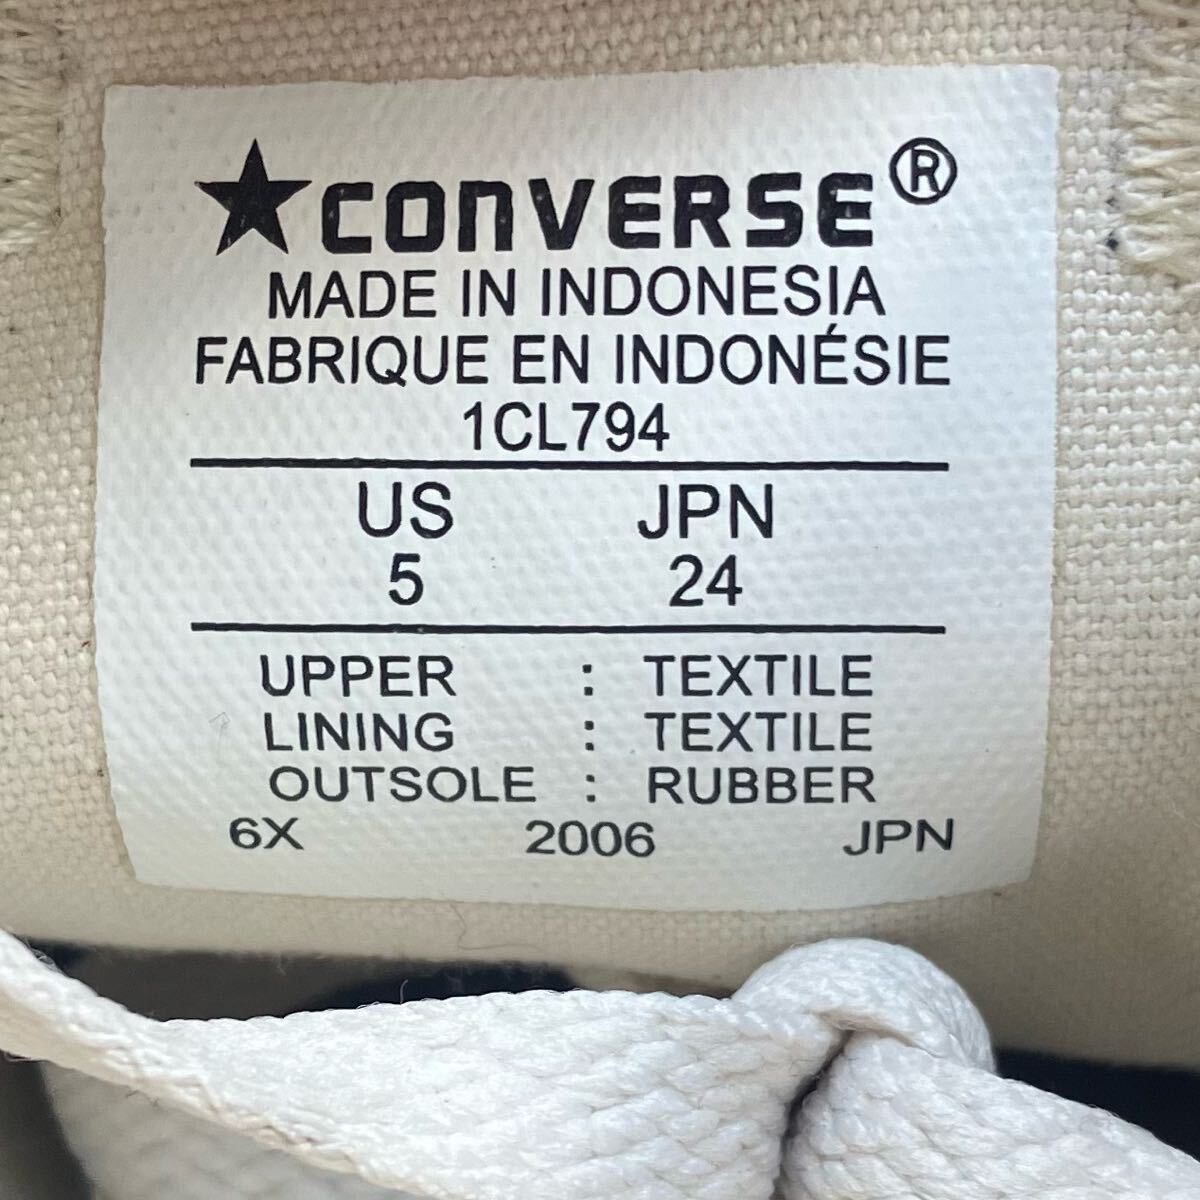 ★CONVERSE®
MADE IN INDONESIA
FABRIQUE EN INDONÉSIE
1CL794
US JPN
5 24
UPPER : TEXTILE
LINING : TEXTILE
OUTSOLE : RUBBER
6X 2006 JPN